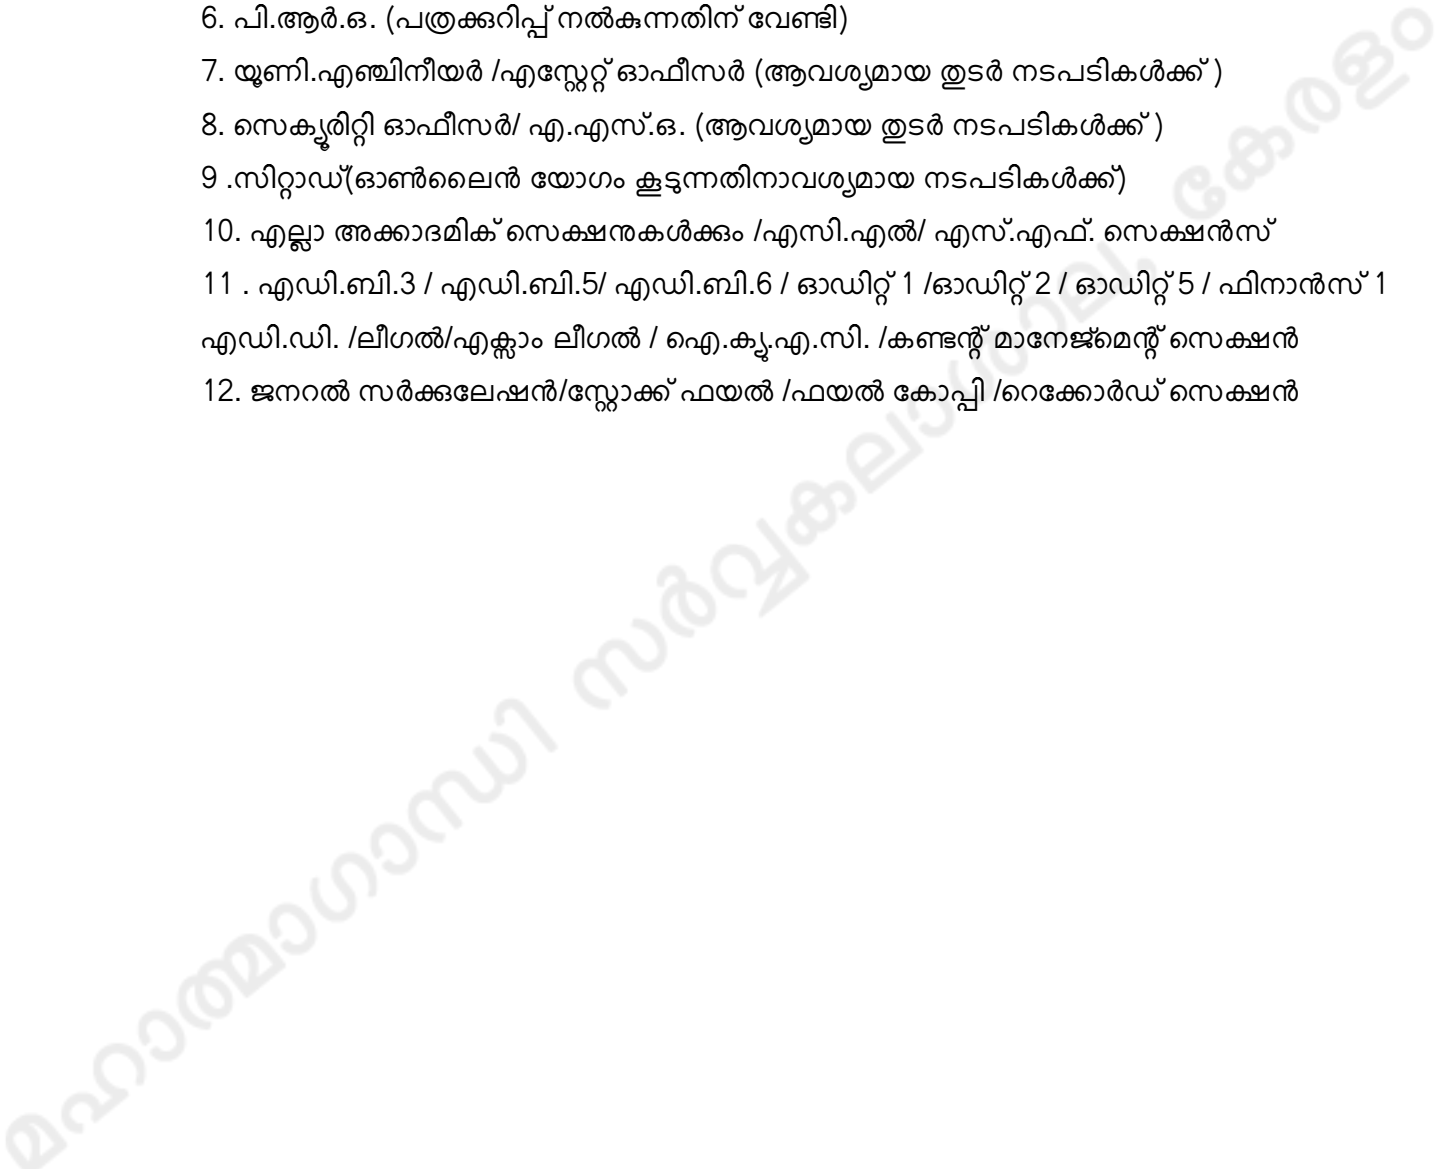 6. പി.ആർ.ഒ. (പത്രക്കുറിപ്പ് നൽകുന്നതിന് വേണ്ടി)
7. യൂണി.എഞ്ചിനീയർ /എസ്റ്റേറ്റ് ഓഫീസർ (ആവശ്യമായ തുടർ നടപടികൾക്ക് )
8. സെക്യൂരിറ്റി ഓഫീസർ/ എ.എസ്.ഒ. (ആവശ്യമായ തുടർ നടപടികൾക്ക് )
9 .സിറ്റാഡ്(ഓൺലൈൻ യോഗം കൂടുന്നതിനാവശ്യമായ നടപടികൾക്ക്)
10. എല്ലാ അക്കാദമിക് സെക്ഷനുകൾക്കും /എസി.എൽ/ എസ്.എഫ്. സെക്ഷൻസ്
11 . എഡി.ബി.3 / എഡി.ബി.5/ എഡി.ബി.6 / ഓഡിറ്റ് 1 /ഓഡിറ്റ് 2 / ഓഡിറ്റ് 5 / ഫിനാൻസ് 1
എഡി.ഡി. /ലീഗൽ/എക്സാം ലീഗൽ / ഐ.ക്യു.എ.സി. /കണ്ടന്റ് മാനേജ്മെന്റ് സെക്ഷൻ
12. ജനറൽ സർക്കുലേഷൻ/സ്റ്റോക്ക് ഫയൽ /ഫയൽ കോപ്പി /റെക്കോർഡ് സെക്ഷൻ
മഹാത്മാഗാന്ധി സർവ്വകലാശാല, കേരളം